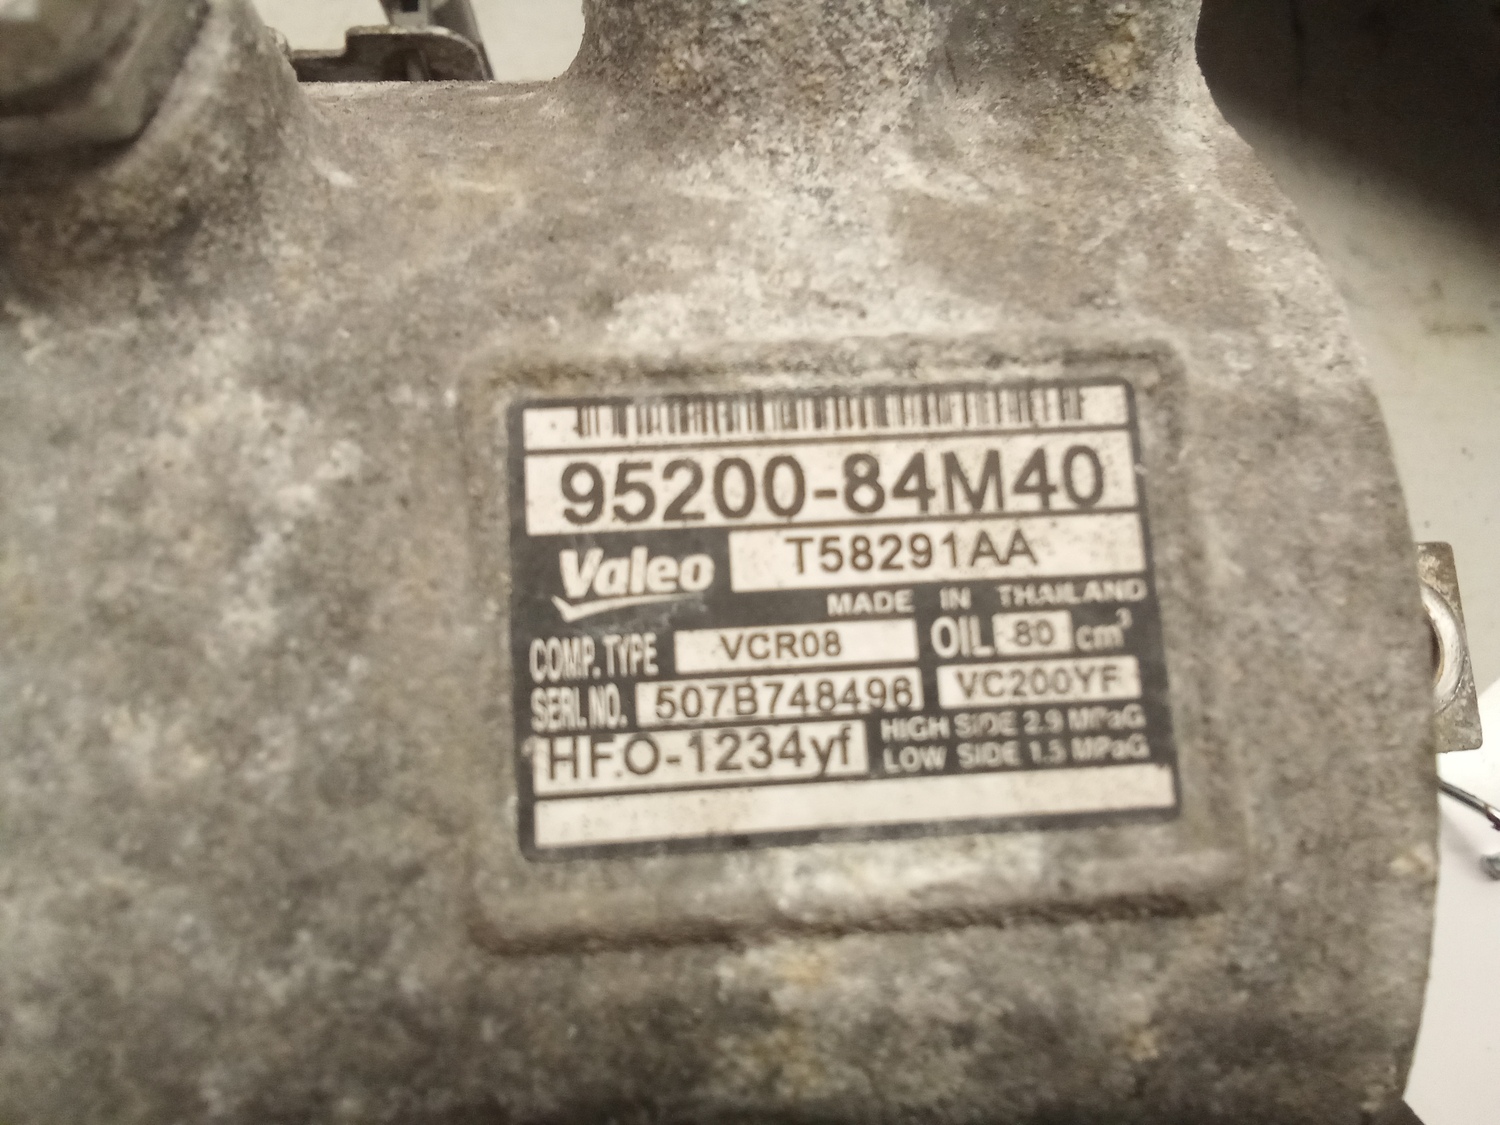 95200-84M40
Valeo T58291AA
MADE IN THAILAND
COMP. TYPE VCR08 OIL 80 cm³
SERI. NO. 507B748496 VC200YF
HFO-1234yf HIGH SIDE 2.9 MPaG
LOW SIDE 1.5 MPaG